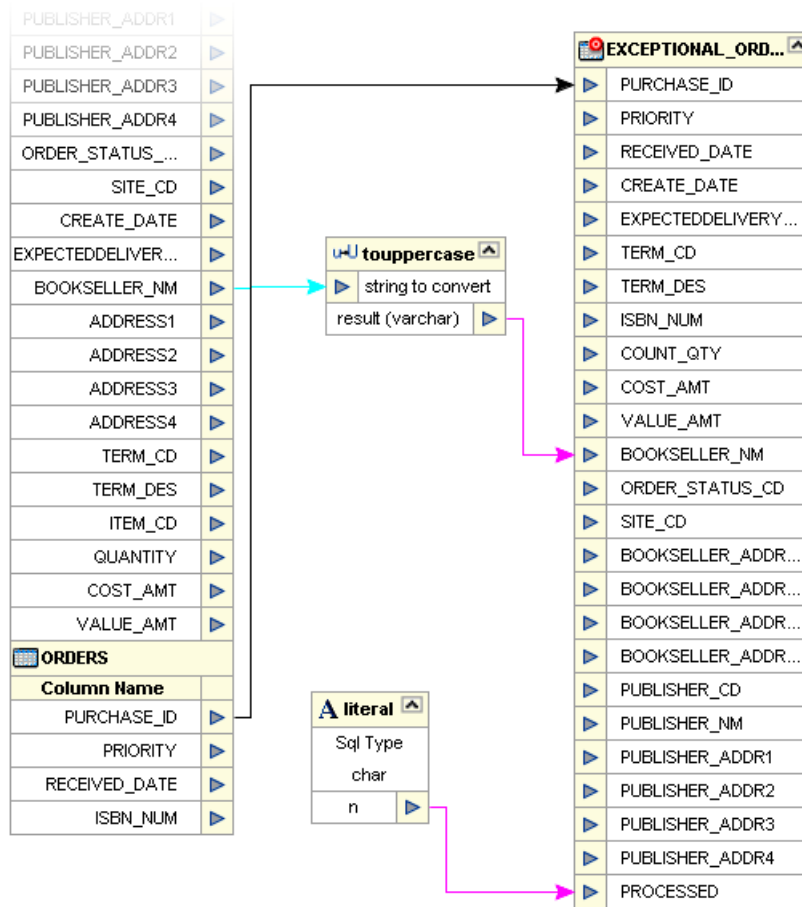 PUBLISHER_ADDR1
PUBLISHER_ADDR2
PUBLISHER_ADDR3
PUBLISHER_ADDR4
ORDER_STATUS_...
SITE_CD
CREATE_DATE
EXPECTEDDELIVER...
BOOKSELLER_NM
ADDRESS1
ADDRESS2
ADDRESS3
ADDRESS4
TERM_CD
TERM_DES
ITEM_CD
QUANTITY
COST_AMT
VALUE_AMT
ORDERS
Column Name
PURCHASE_ID
PRIORITY
RECEIVED_DATE
ISBN_NUM
u→U touppercase
string to convert
result (varchar)
A literal
Sql Type
char
n
EXCEPTIONAL_ORD...
PURCHASE_ID
PRIORITY
RECEIVED_DATE
CREATE_DATE
EXPECTEDDELIVERY...
TERM_CD
TERM_DES
ISBN_NUM
COUNT_QTY
COST_AMT
VALUE_AMT
BOOKSELLER_NM
ORDER_STATUS_CD
SITE_CD
BOOKSELLER_ADDR...
BOOKSELLER_ADDR...
BOOKSELLER_ADDR...
BOOKSELLER_ADDR...
PUBLISHER_CD
PUBLISHER_NM
PUBLISHER_ADDR1
PUBLISHER_ADDR2
PUBLISHER_ADDR3
PUBLISHER_ADDR4
PROCESSED